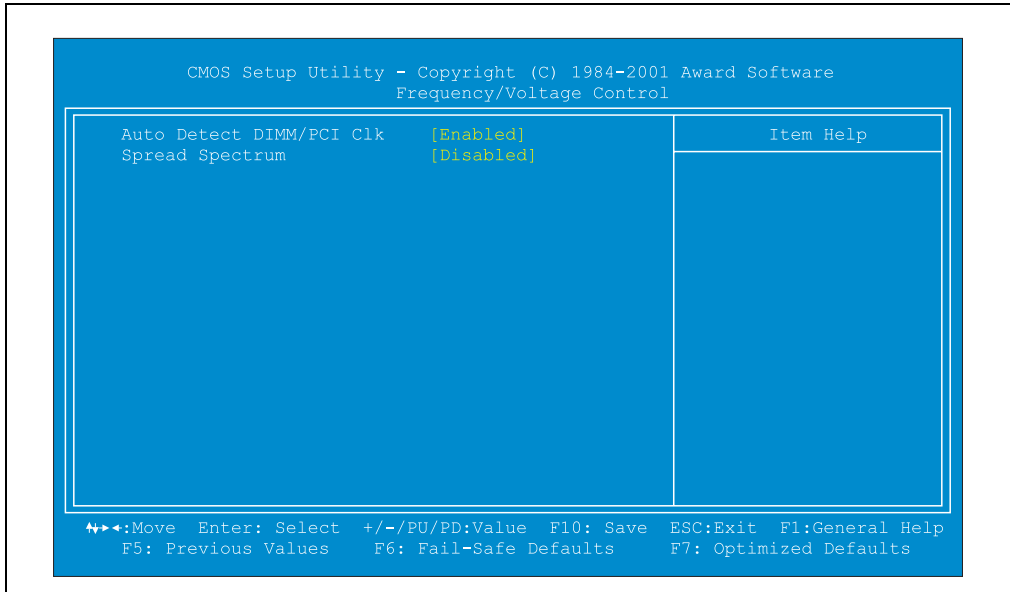 CMOS Setup Utility - Copyright (C) 1984-2001 Award Software
Frequency/Voltage Control
Auto Detect DIMM/PCI Clk [Enabled]
Item Help
Spread Spectrum [Disabled]
:Move Enter: Select +/-/PU/PD:Value F10: Save ESC:Exit F1:General Help
F5: Previous Values F6: Fail-Safe Defaults F7: Optimized Defaults